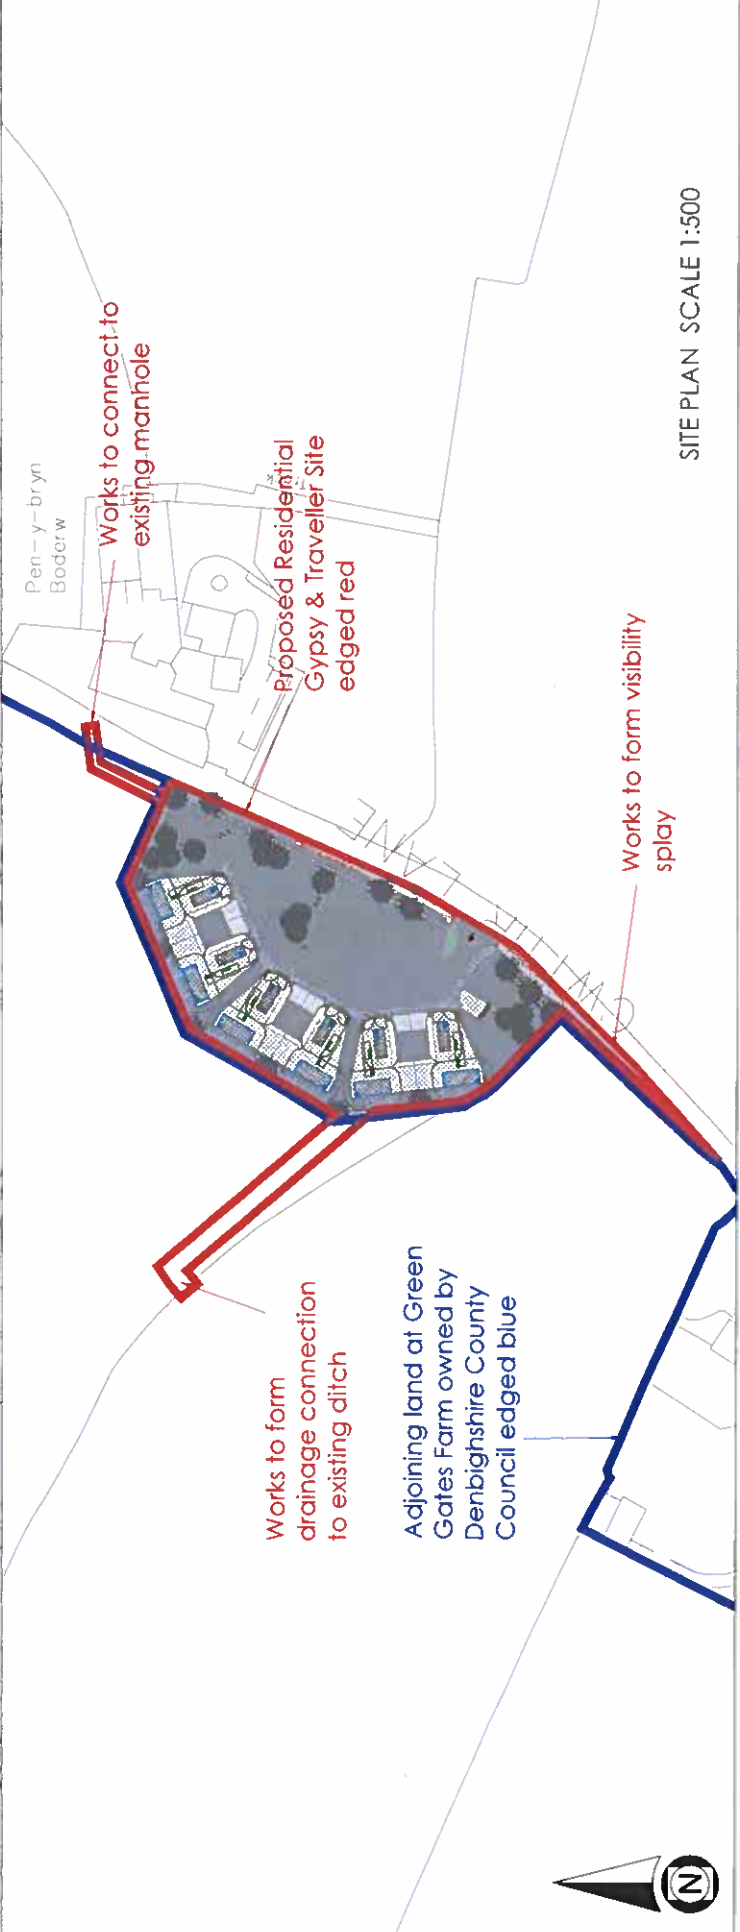 Pen-y-bryn
Boderw
Works to connect to
existing manhole
Proposed Residential
Gypsy & Traveller Site
edged red
CWTTIR LANE
Works to form visibility
splay
Works to form
drainage connection
to existing ditch
Adjoining land at Green
Gates Farm owned by
Denbighshire County
Council edged blue
SITE PLAN SCALE 1:500
N